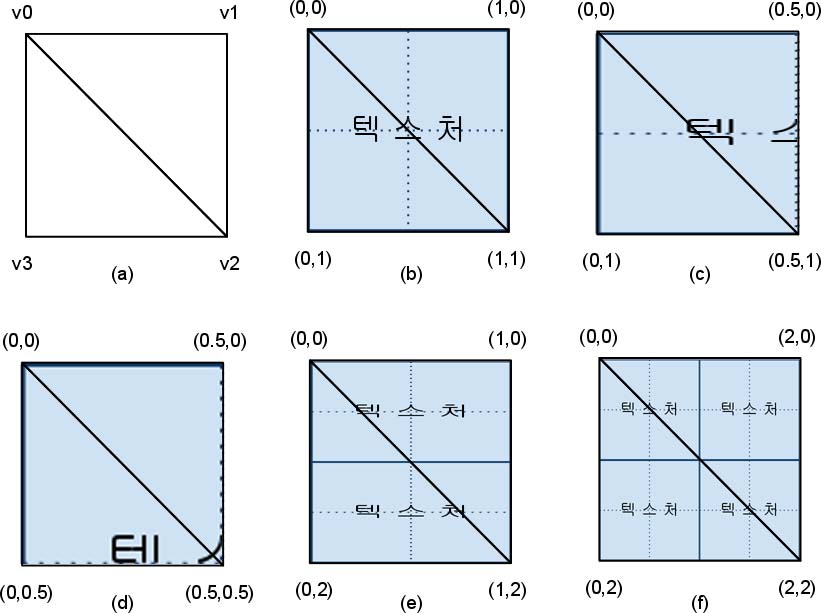 v0 v1
v3 v2
(a)
(0,0) (1,0)
텍 스 처
(0,1) (1,1)
(b)
(0,0) (0.5,0)
텍
(0,1) (0.5,1)
(c)
(0,0) (0.5,0)
(0,0.5) (0.5,0.5)
(d)
(0,0) (1,0)
텍 스 처
텍 스 처
(0,2) (1,2)
(e)
(0,0) (2,0)
텍 스 처 텍 스 처
텍 스 처 텍 스 처
(0,2) (2,2)
(f)